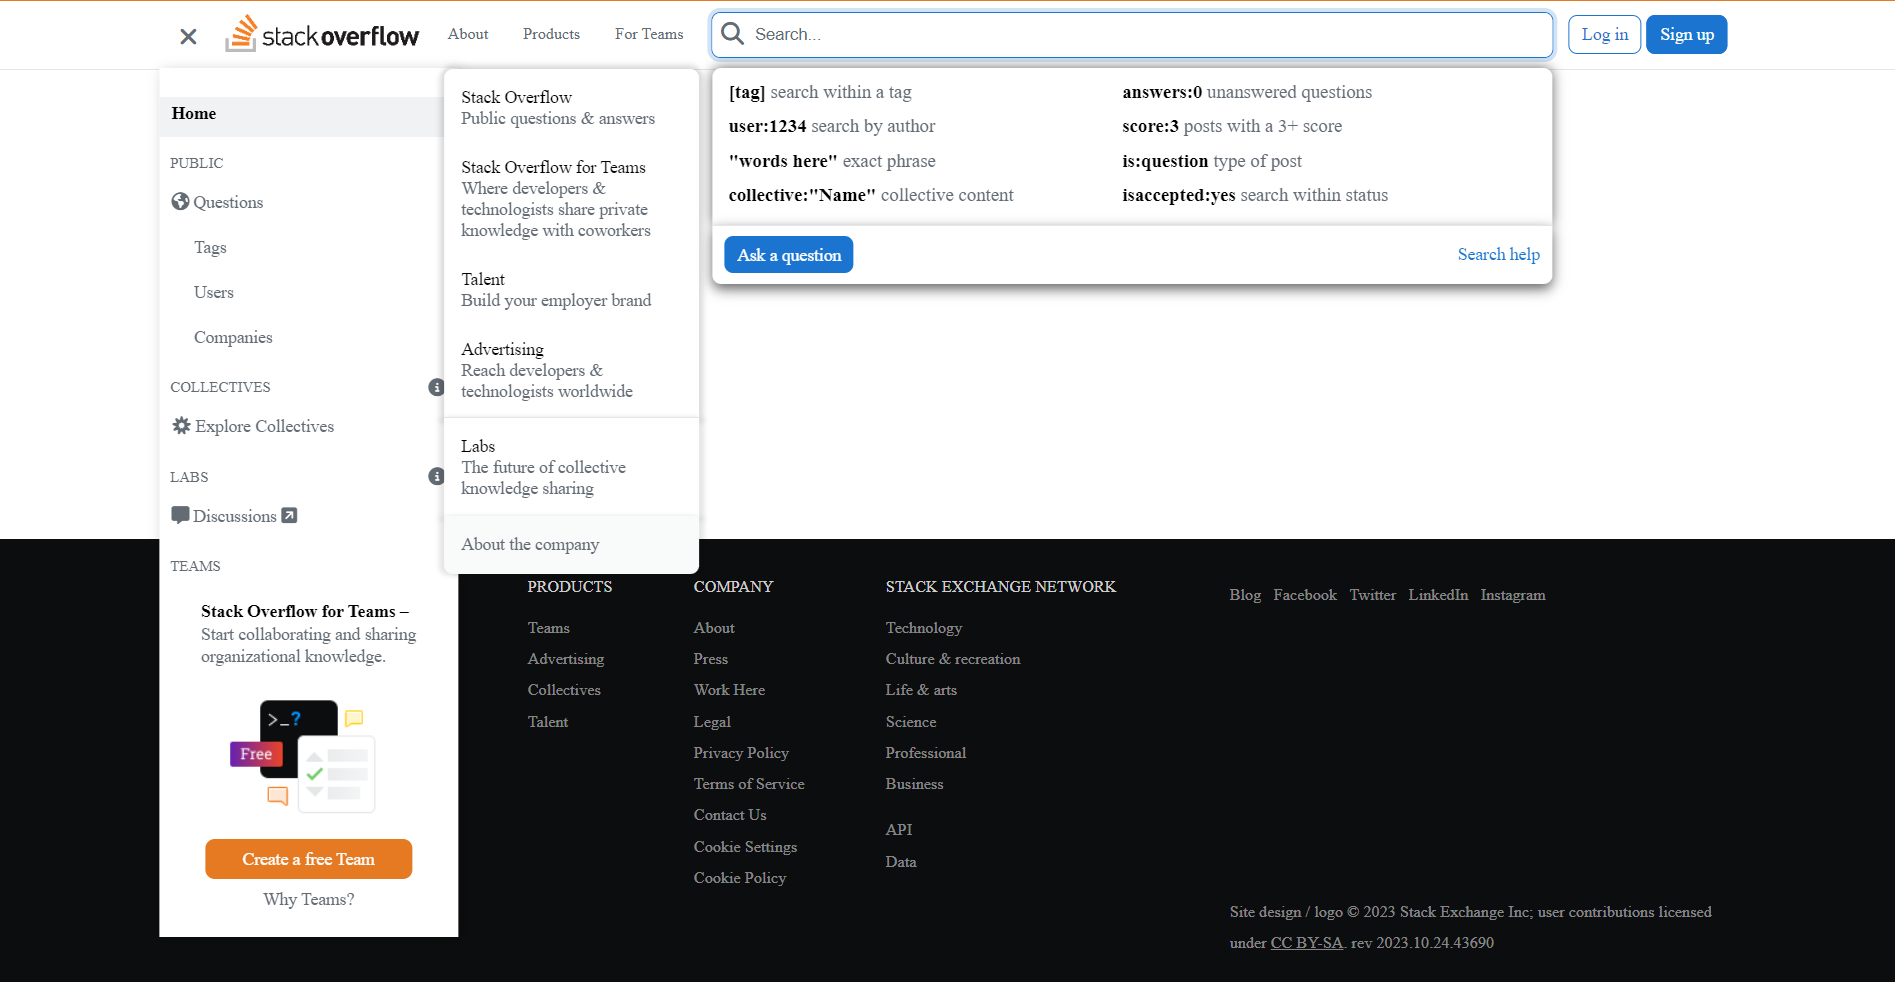 stackoverflow
About
Products
For Teams
Search...
Log in
Sign up
Home
PUBLIC
Questions
Tags
Users
Companies
COLLECTIVES
Explore Collectives
LABS
Discussions
TEAMS
Stack Overflow for Teams –
Start collaborating and sharing
organizational knowledge.
>_?
Free
Create a free Team
Why Teams?
Stack Overflow
Public questions & answers
Stack Overflow for Teams
Where developers &
technologists share private
knowledge with coworkers
Talent
Build your employer brand
Advertising
Reach developers &
technologists worldwide
Labs
The future of collective
knowledge sharing
About the company
[tag] search within a tag
user:1234 search by author
"words here" exact phrase
collective:"Name" collective content
answers:0 unanswered questions
score:3 posts with a 3+ score
is:question type of post
isaccepted:yes search within status
Ask a question
Search help
PRODUCTS
Teams
Advertising
Collectives
Talent
COMPANY
About
Press
Work Here
Legal
Privacy Policy
Terms of Service
Contact Us
Cookie Settings
Cookie Policy
STACK EXCHANGE NETWORK
Technology
Culture & recreation
Life & arts
Science
Professional
Business
API
Data
Blog Facebook Twitter LinkedIn Instagram
Site design / logo © 2023 Stack Exchange Inc; user contributions licensed
under CC BY-SA. rev 2023.10.24.43690